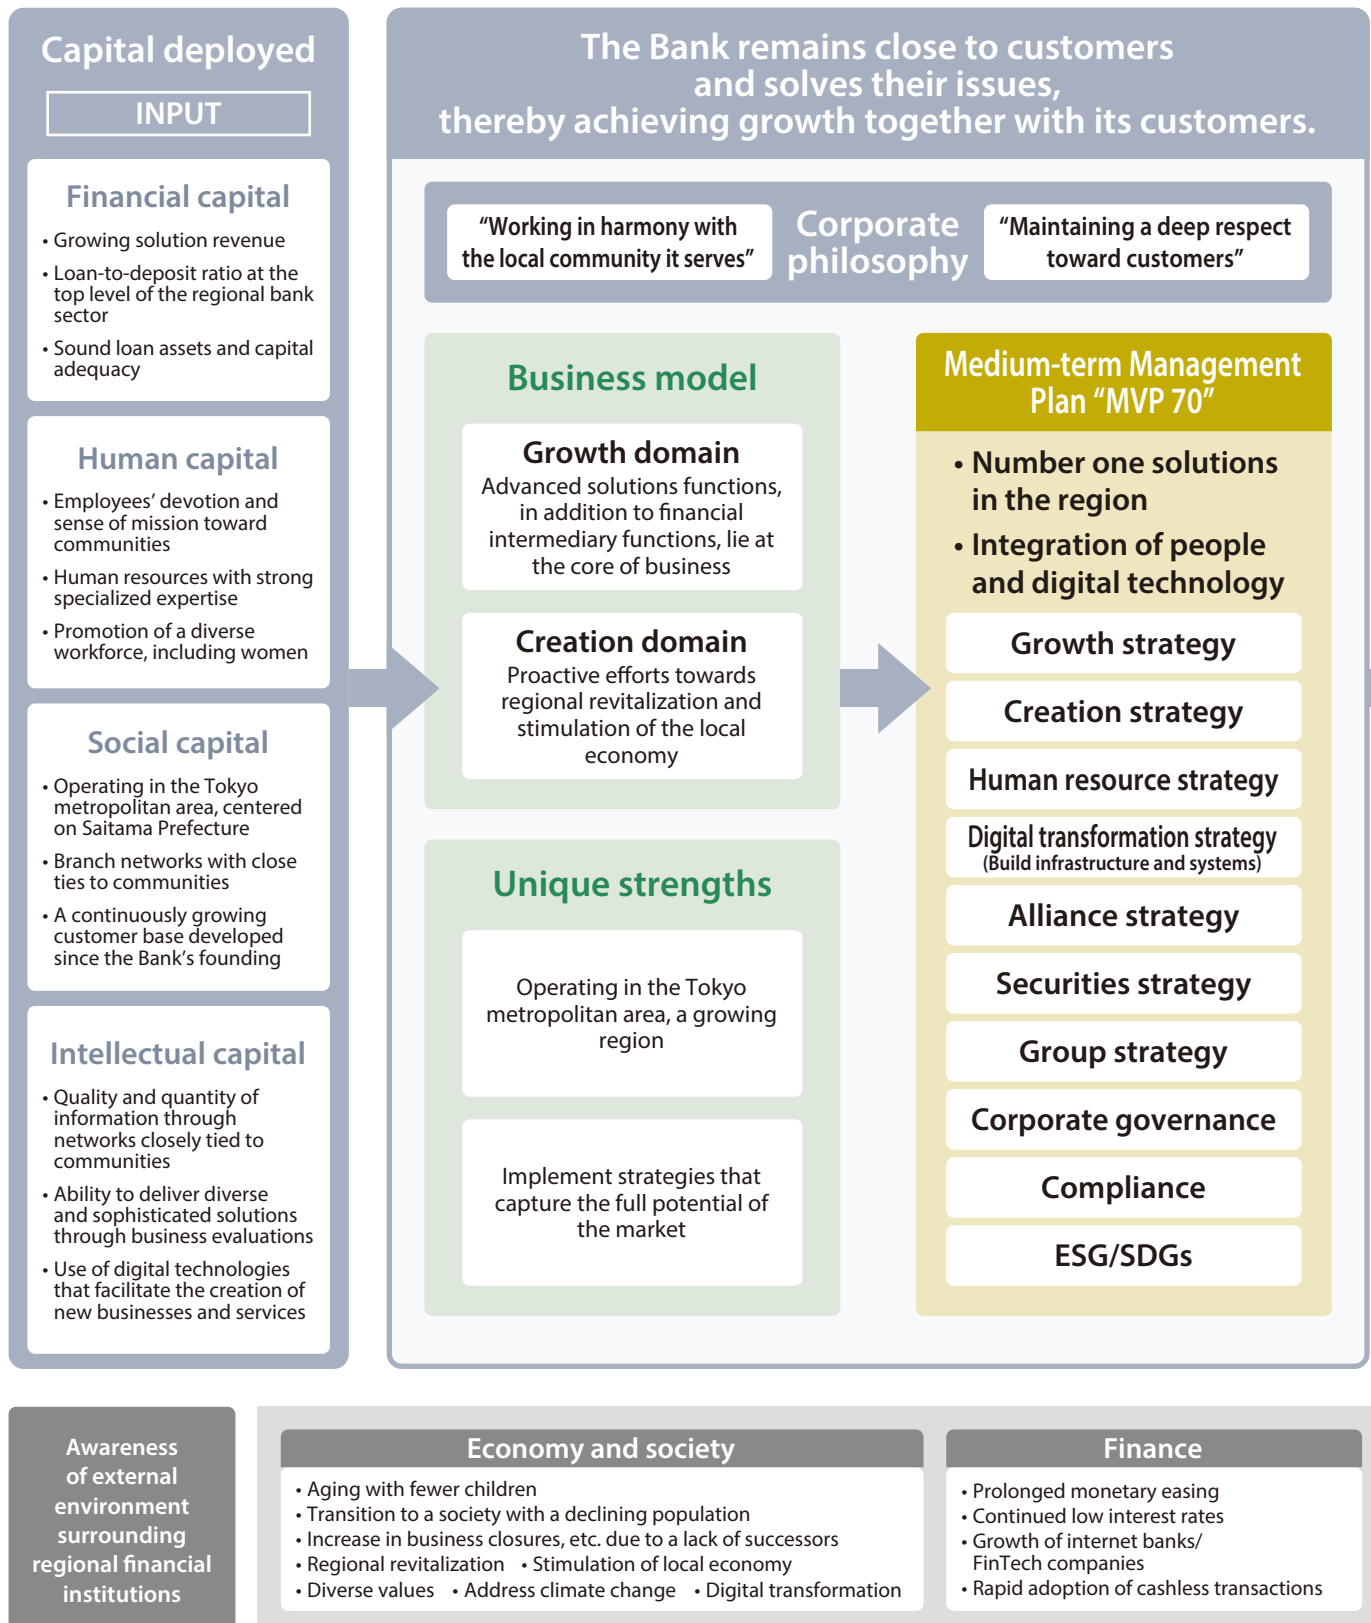 Capital deployed
INPUT
Financial capital
• Growing solution revenue
• Loan-to-deposit ratio at the
top level of the regional bank
sector
• Sound loan assets and capital
adequacy
Human capital
• Employees’ devotion and
sense of mission toward
communities
• Human resources with strong
specialized expertise
• Promotion of a diverse
workforce, including women
Social capital
• Operating in the Tokyo
metropolitan area, centered
on Saitama Prefecture
• Branch networks with close
ties to communities
• A continuously growing
customer base developed
since the Bank’s founding
Intellectual capital
• Quality and quantity of
information through
networks closely tied to
communities
• Ability to deliver diverse
and sophisticated solutions
through business evaluations
• Use of digital technologies
that facilitate the creation of
new businesses and services
The Bank remains close to customers
and solves their issues,
thereby achieving growth together with its customers.
“Working in harmony with
the local community it serves”
Corporate
philosophy
“Maintaining a deep respect
toward customers”
Business model
Growth domain
Advanced solutions functions,
in addition to financial
intermediary functions, lie at
the core of business
Creation domain
Proactive efforts towards
regional revitalization and
stimulation of the local
economy
Unique strengths
Operating in the Tokyo
metropolitan area, a growing
region
Implement strategies that
capture the full potential of
the market
Medium-term Management
Plan “MVP 70”
• Number one solutions
in the region
• Integration of people
and digital technology
Growth strategy
Creation strategy
Human resource strategy
Digital transformation strategy
(Build infrastructure and systems)
Alliance strategy
Securities strategy
Group strategy
Corporate governance
Compliance
ESG/SDGs
Awareness
of external
environment
surrounding
regional financial
institutions
Economy and society
• Aging with fewer children
• Transition to a society with a declining population
• Increase in business closures, etc. due to a lack of successors
• Regional revitalization • Stimulation of local economy
• Diverse values • Address climate change • Digital transformation
Finance
• Prolonged monetary easing
• Continued low interest rates
• Growth of internet banks/
FinTech companies
• Rapid adoption of cashless transactions